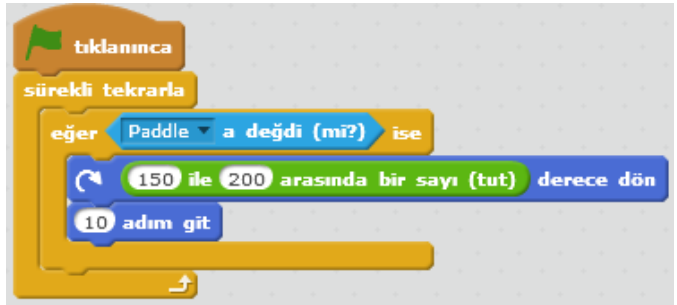 tıklanınca
sürekli tekrarla
eğer Paddle a değdi (mi?) ise
150 ile 200 arasında bir sayı (tut) derece dön
10 adım git